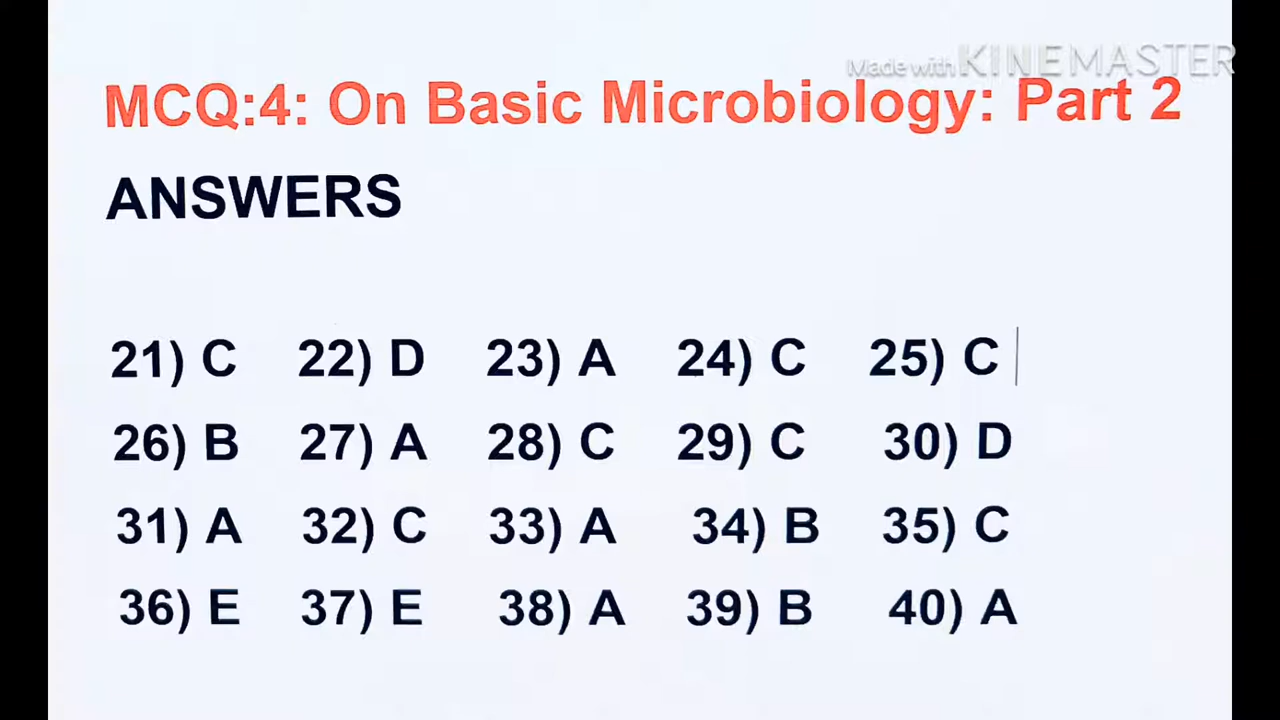 Made with KINEMASTER
MCQ:4: On Basic Microbiology: Part 2
ANSWERS
21) C 22) D 23) A 24) C 25) C
26) B 27) A 28) C 29) C 30) D
31) A 32) C 33) A 34) B 35) C
36) E 37) E 38) A 39) B 40) A